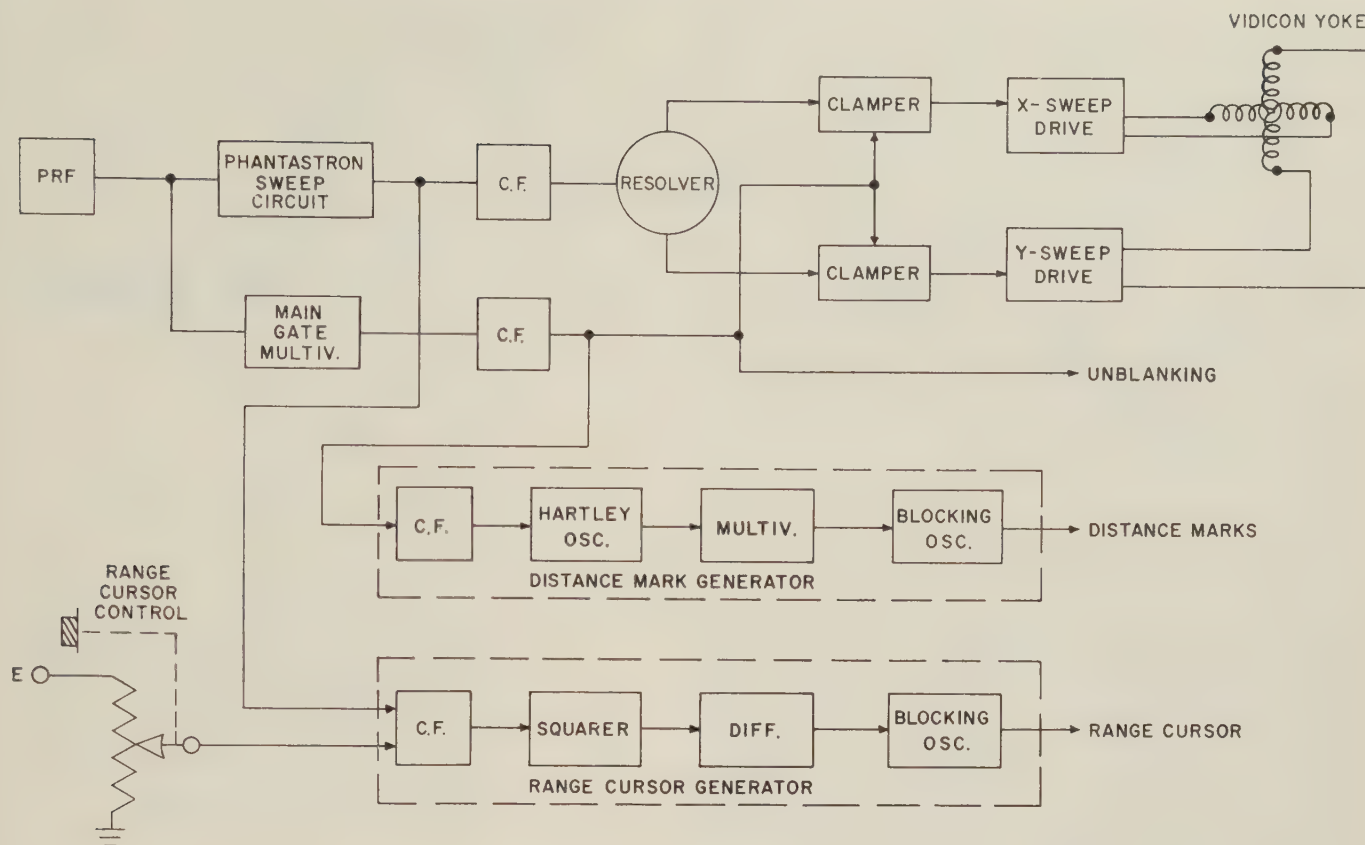 VIDICON YOKE
PRF
PHANTASTRON
SWEEP
CIRCUIT
C.F.
RESOLVER
CLAMPER
X-SWEEP
DRIVE
CLAMPER
Y-SWEEP
DRIVE
MAIN
GATE
MULTIV.
C.F.
UNBLANKING
C.F.
HARTLEY
OSC.
MULTIV.
BLOCKING
OSC.
DISTANCE MARKS
DISTANCE MARK GENERATOR
RANGE
CURSOR
CONTROL
E
C.F.
SQUARER
DIFF.
BLOCKING
OSC.
RANGE CURSOR
RANGE CURSOR GENERATOR